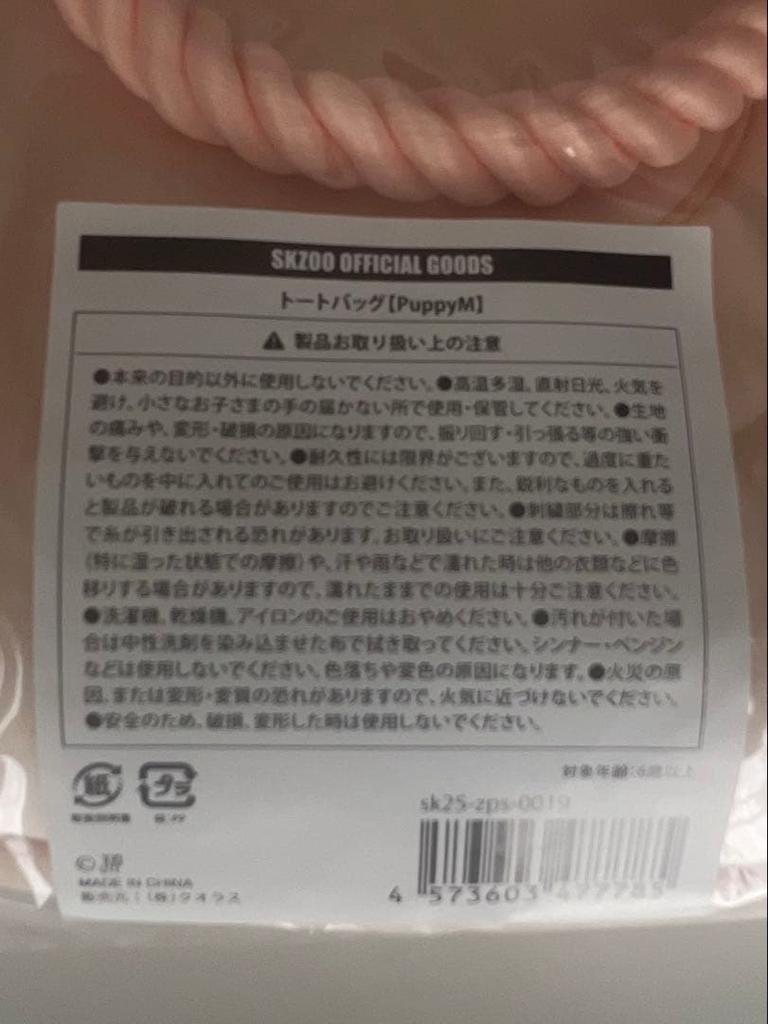 SKZOO OFFICIAL GOODS
トートバッグ【PuppyM】
⚠ 製品お取り扱い上の注意
●本来の目的以外に使用しないでください。●高温多湿、直射日光、火気を
避け、小さなお子さまの手の届かない所で使用・保管してください。●生地
の痛みや、変形・破損の原因になりますので、振り回す・引っ張る等の強い衝
撃を与えないでください。●耐久性には限界がございますので、過度に重た
いものを中に入れてのご使用はお避けください。また、鋭利なものを入れる
と製品が破れる場合がありますのでご注意ください。●刺繍部分は擦れ等
で糸が引き出される恐れがあります。お取り扱いにご注意ください。●摩擦
(特に湿った状態での摩擦)や、汗や雨などで濡れた時は他の衣類などに色
移りする場合がありますので、濡れたままでの使用は十分ご注意ください。
●洗濯機、乾燥機、アイロンのご使用はおやめください。●汚れが付いた場
合は中性洗剤を染み込ませた布で拭き取ってください。シンナー・ベンジン
などは使用しないでください。色落ちや変色の原因になります。●火災の原
因、または変形・変質の恐れがありますので、火気に近づけないでください。
●安全のため、破損、変形した時は使用しないでください。
対象年齢:6歳以上
紙 プラ
取扱説明書
sk25-zps-0019
© JYP
MADE IN CHINA
販売元:(株)タオラス
4 573603 477785